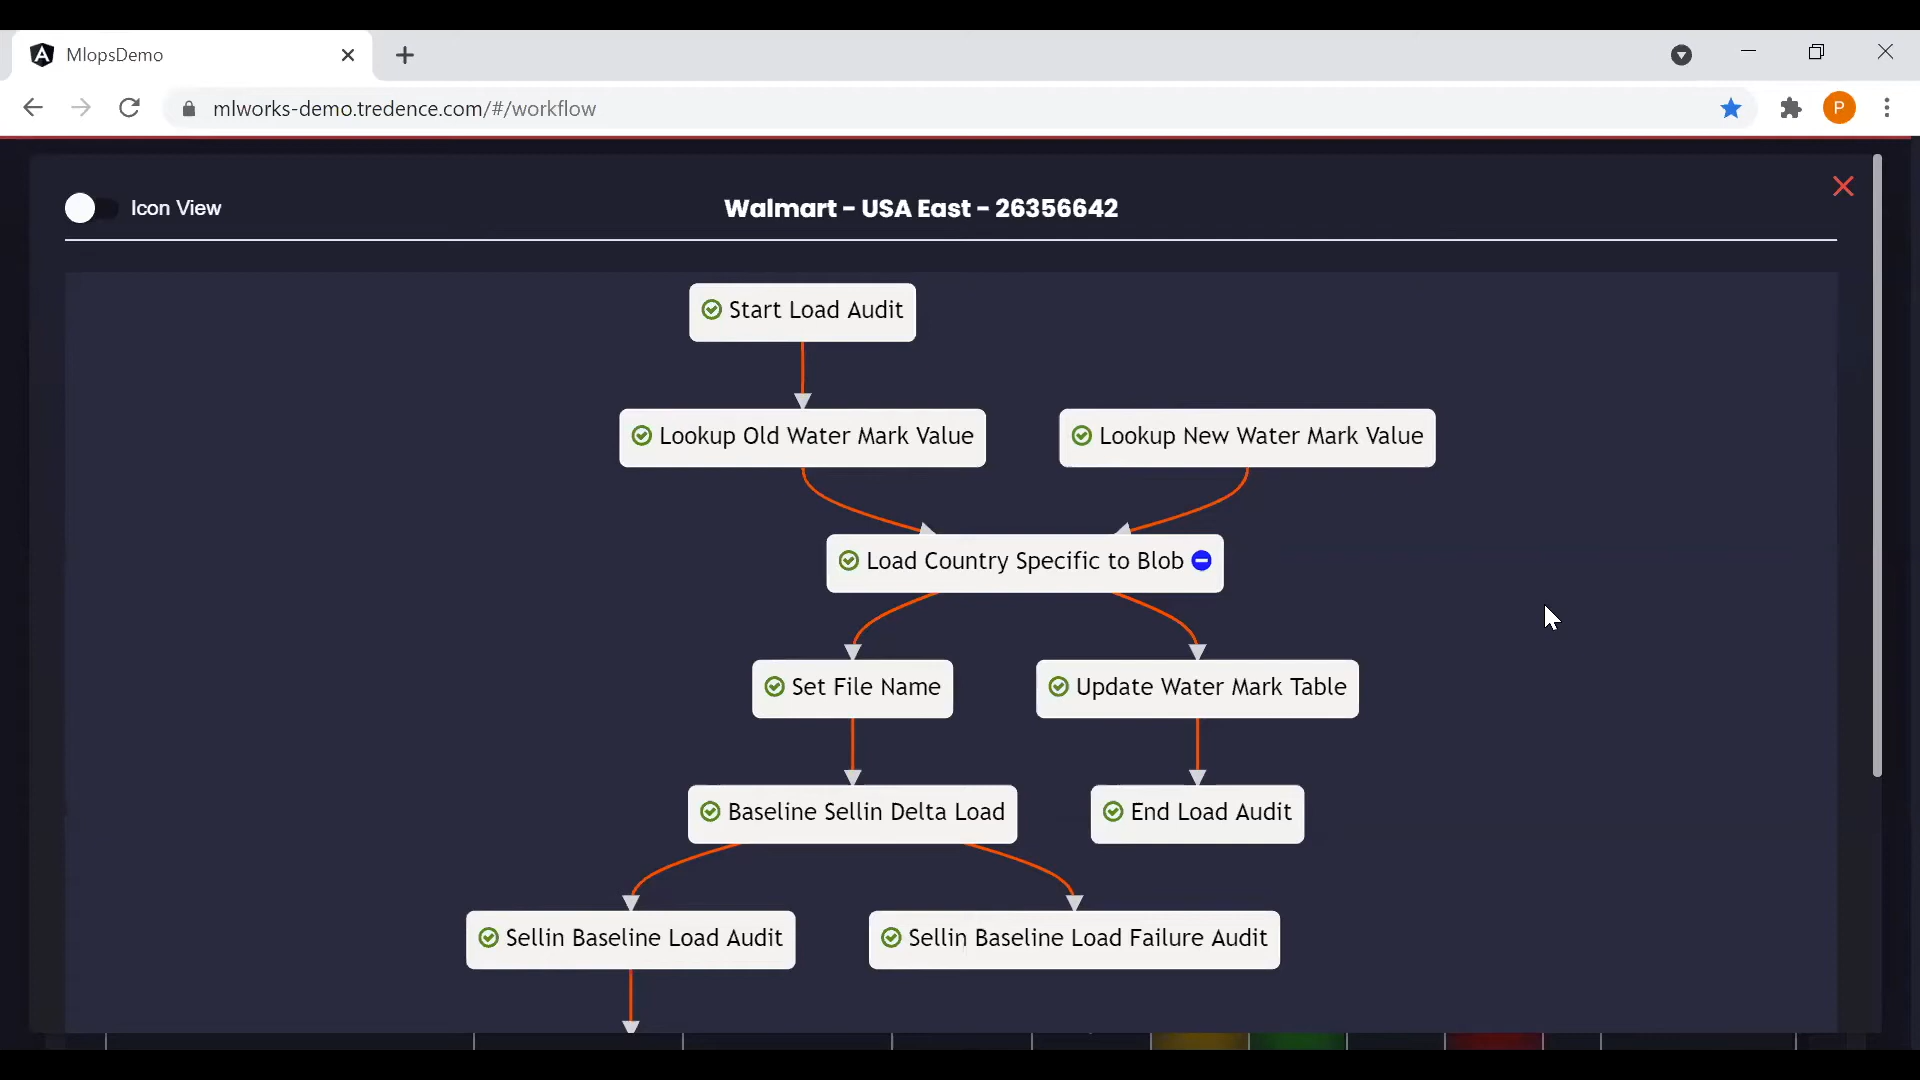 MlopsDemo
mlworks-demo.tredence.com/#/workflow
P
Icon View
Walmart - USA East - 26356642
Start Load Audit
Lookup Old Water Mark Value
Lookup New Water Mark Value
Load Country Specific to Blob
Set File Name
Update Water Mark Table
Baseline Sellin Delta Load
End Load Audit
Sellin Baseline Load Audit
Sellin Baseline Load Failure Audit